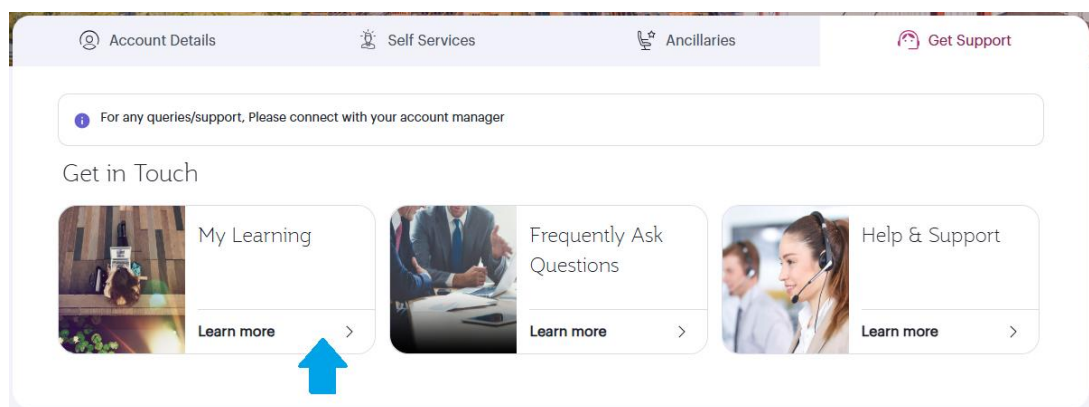 Account Details
Self Services
Ancillaries
Get Support
For any queries/support, Please connect with your account manager
Get in Touch
My Learning
Learn more
Frequently Ask
Questions
Learn more
Help & Support
Learn more